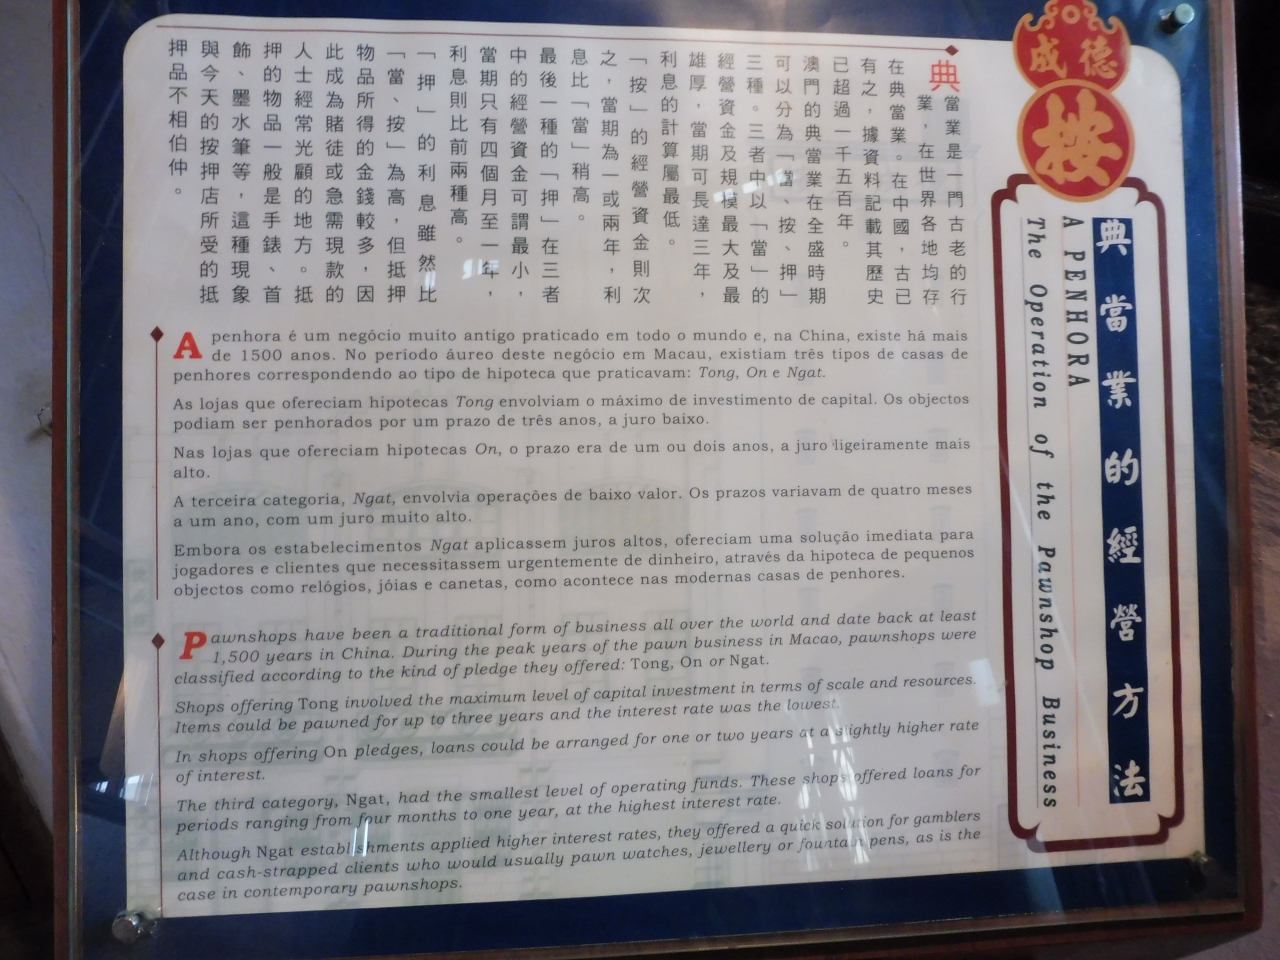 德成
按
典當業的經營方法
A PENHORA
The Operation of the Pawnshop Business
典當業是一門古老的行
業，在世界各地均存
在典當業。在中國，古已
有之，據資料記載其歷史
已超過一千五百年。
澳門的典當業在全盛時期
可以分為「當、按、押」
三種。三者中以「當」的
經營資金及規模最大及最
雄厚，當期可長達三年，
利息的計算屬最低。
「按」的經營資金則次
之，當期為一或兩年，利
息比「當」稍高。
最後一種的「押」在三者
中的經營資金可謂最小，
當期只有四個月至一年，
利息則比前兩種高。
「押」的利息雖然比
「當、按」為高，但抵押
物品所得的金錢較多，因
此成為賭徒或急需現款的
人士經常光顧的地方。抵
押的物品一般是手錶、首
飾、墨水筆等，這種現象
與今天的按押店所受的抵
押品不相伯仲。
A penhora é um negócio muito antigo praticado em todo o mundo e, na China, existe há mais
de 1500 anos. No período áureo deste negócio em Macau, existiam três tipos de casas de
penhores correspondendo ao tipo de hipoteca que praticavam: Tong, On e Ngat.
As lojas que ofereciam hipotecas Tong envolviam o máximo de investimento de capital. Os objectos
podiam ser penhorados por um prazo de três anos, a juro baixo.
Nas lojas que ofereciam hipotecas On, o prazo era de um ou dois anos, a juro ligeiramente mais
alto.
A terceira categoria, Ngat, envolvia operações de baixo valor. Os prazos variavam de quatro meses
a um ano, com um juro muito alto.
Embora os estabelecimentos Ngat aplicassem juros altos, ofereciam uma solução imediata para
jogadores e clientes que necessitassem urgentemente de dinheiro, através da hipoteca de pequenos
objectos como relógios, jóias e canetas, como acontece nas modernas casas de penhores.
Pawnshops have been a traditional form of business all over the world and date back at least
1,500 years in China. During the peak years of the pawn business in Macao, pawnshops were
classified according to the kind of pledge they offered: Tong, On or Ngat.
Shops offering Tong involved the maximum level of capital investment in terms of scale and resources.
Items could be pawned for up to three years and the interest rate was the lowest.
In shops offering On pledges, loans could be arranged for one or two years at a slightly higher rate
of interest.
The third category, Ngat, had the smallest level of operating funds. These shops offered loans for
periods ranging from four months to one year, at the highest interest rate.
Although Ngat establishments applied higher interest rates, they offered a quick solution for gamblers
and cash-strapped clients who would usually pawn watches, jewellery or fountain pens, as is the
case in contemporary pawnshops.